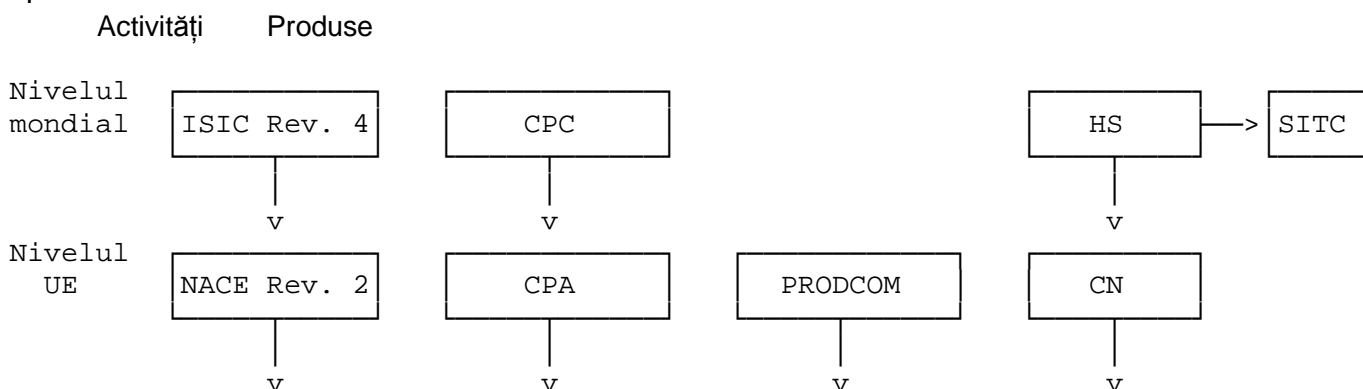 Activități Produse
Nivelul
mondial ISIC Rev. 4 CPC HS SITC
v v v
Nivelul
UE NACE Rev. 2 CPA PRODCOM CN
v v v v